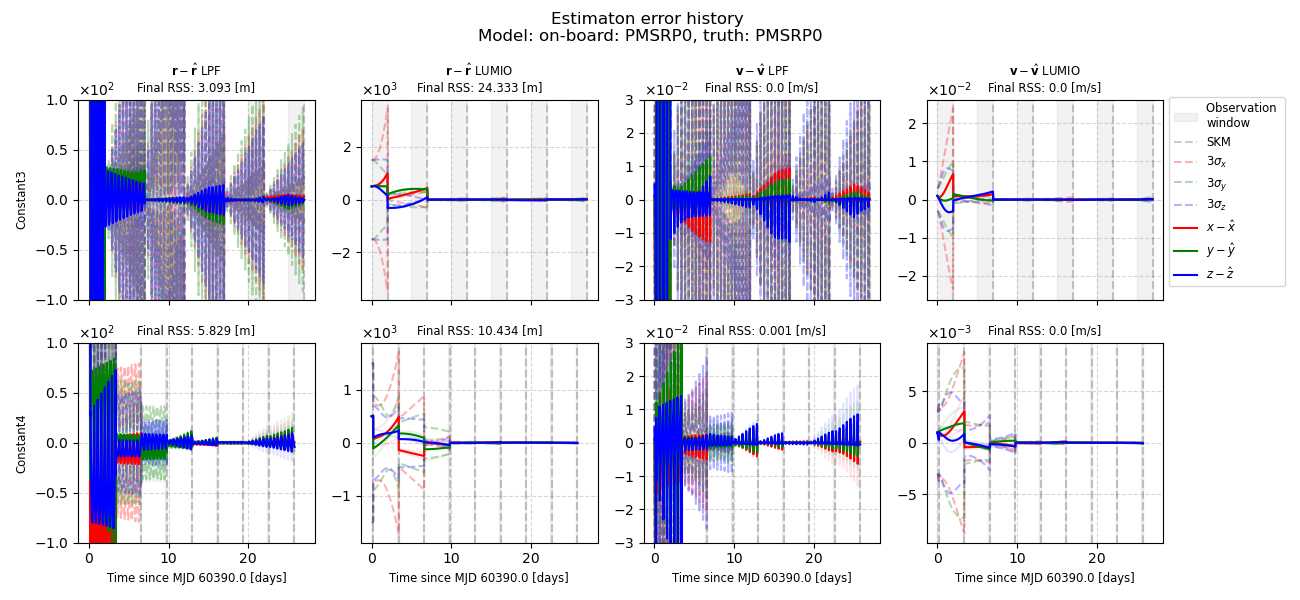 Estimaton error history
Model: on-board: PMSRP0, truth: PMSRP0
r − r̂ LPF
Final RSS: 3.093 [m]
×10²
1.0
0.5
0.0
−0.5
−1.0
Constant3
r − r̂ LUMIO
Final RSS: 24.333 [m]
×10³
2
0
−2
v − v̂ LPF
Final RSS: 0.0 [m/s]
×10⁻²
3
2
1
0
−1
−2
−3
v − v̂ LUMIO
Final RSS: 0.0 [m/s]
×10⁻²
2
1
0
−1
−2
Observation
window
SKM
3σx
3σy
3σz
x − x̂
y − ŷ
z − ẑ
Final RSS: 5.829 [m]
×10²
1.0
0.5
0.0
−0.5
−1.0
Constant4
0 10 20
Time since MJD 60390.0 [days]
Final RSS: 10.434 [m]
×10³
1
0
−1
0 10 20
Time since MJD 60390.0 [days]
Final RSS: 0.001 [m/s]
×10⁻²
3
2
1
0
−1
−2
−3
0 10 20
Time since MJD 60390.0 [days]
Final RSS: 0.0 [m/s]
×10⁻³
5
0
−5
0 10 20
Time since MJD 60390.0 [days]